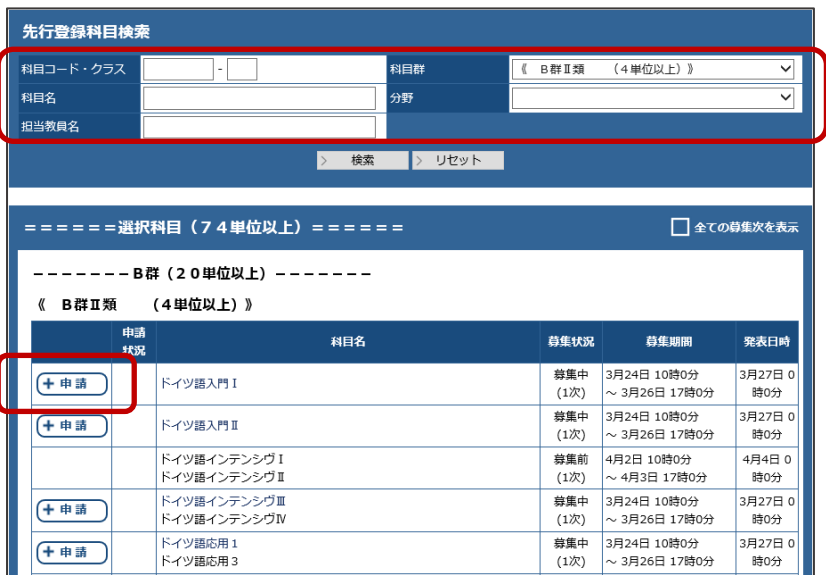 先行登録科目検索
科目コード・クラス - 科目群 《 B群Ⅱ類 （４単位以上）》
科目名 分野
担当教員名
検索 リセット
＝＝＝＝＝＝選択科目（７４単位以上）＝＝＝＝＝＝ 全ての募集次を表示
－－－－－－－Ｂ群（２０単位以上）－－－－－－－
《 B群Ⅱ類 （４単位以上）》
申請状況 科目名 募集状況 募集期間 発表日時
＋申請 ドイツ語入門Ⅰ 募集中 3月24日 10時0分 3月27日 0
(1次) ～ 3月26日 17時0分 時0分
＋申請 ドイツ語入門Ⅱ 募集中 3月24日 10時0分 3月27日 0
(1次) ～ 3月26日 17時0分 時0分
ドイツ語インテンシヴⅠ 募集前 4月2日 10時0分 4月4日 0
ドイツ語インテンシヴⅡ (1次) ～ 4月3日 17時0分 時0分
＋申請 ドイツ語インテンシヴⅢ 募集中 3月24日 10時0分 3月27日 0
ドイツ語インテンシヴⅣ (1次) ～ 3月26日 17時0分 時0分
＋申請 ドイツ語応用１ 募集中 3月24日 10時0分 3月27日 0
ドイツ語応用３ (1次) ～ 3月26日 17時0分 時0分